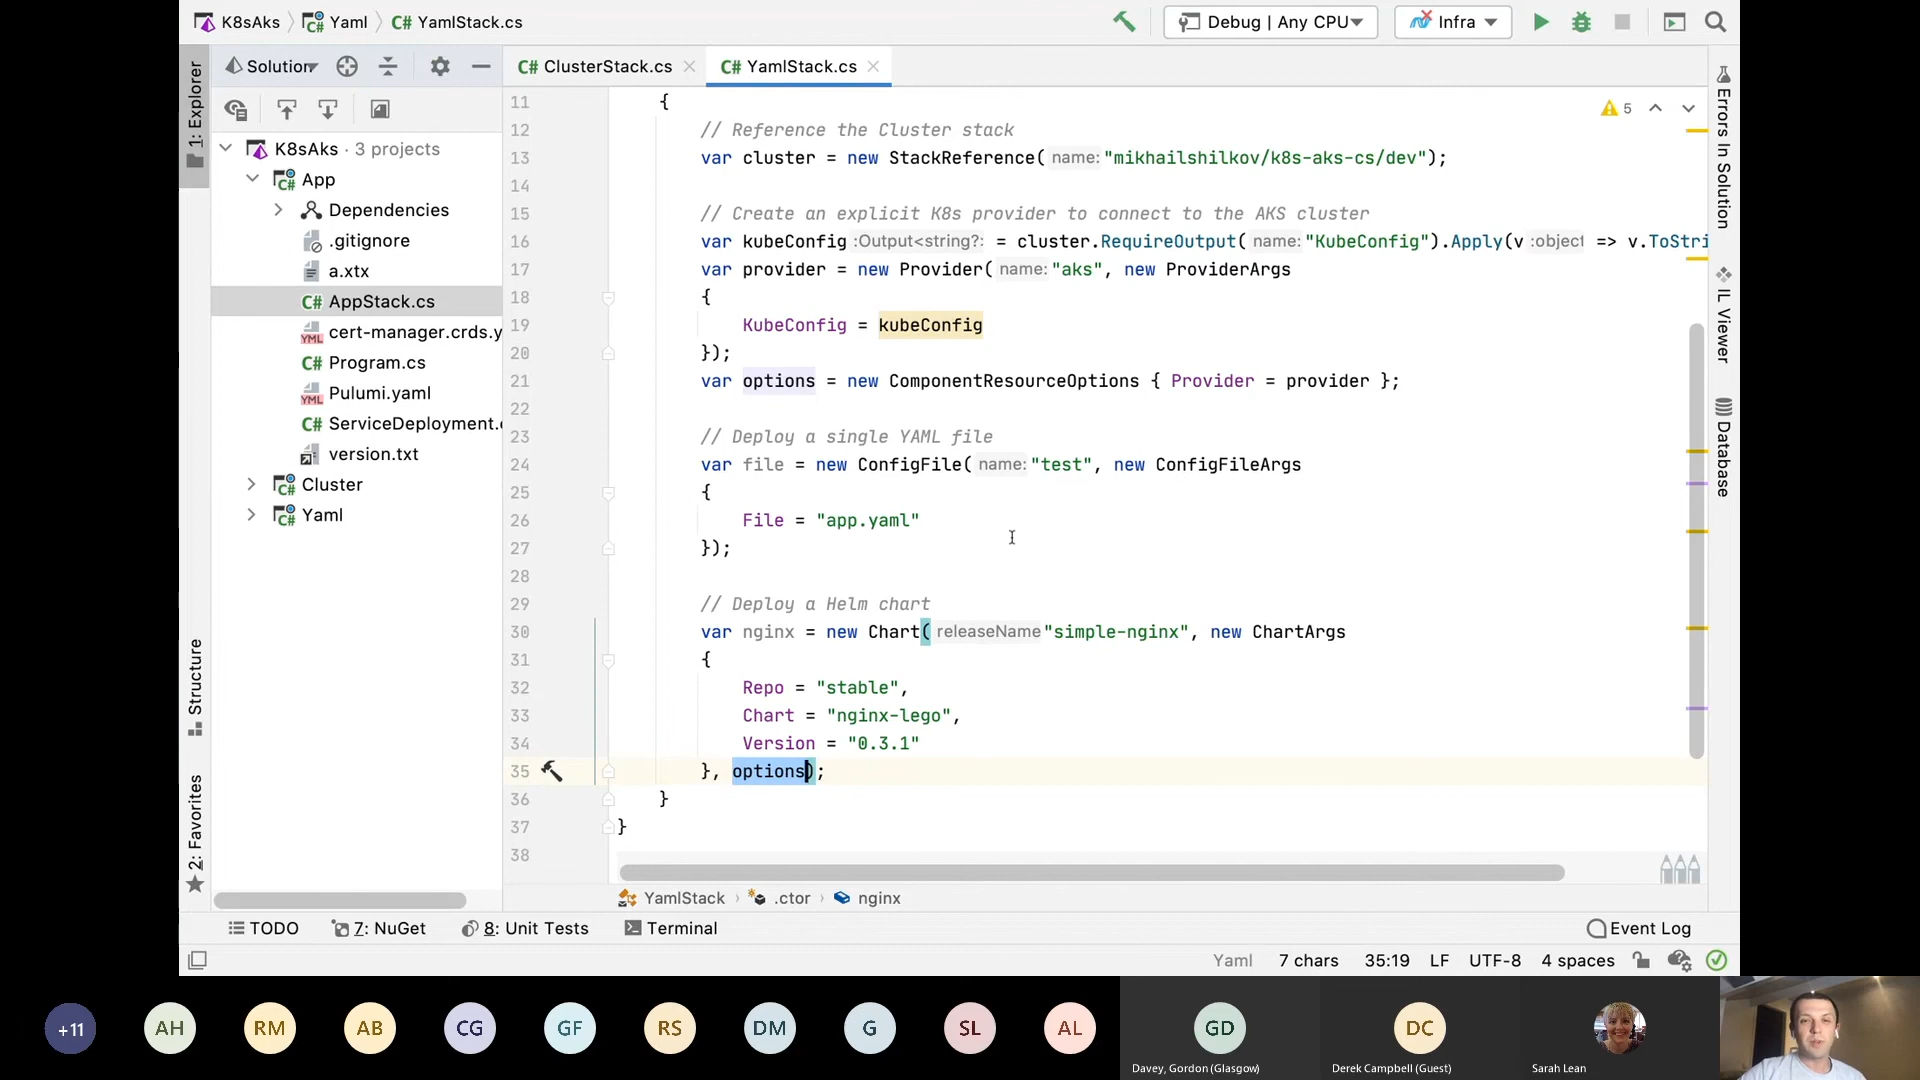 K8sAks
Yaml
YamlStack.cs
Debug | Any CPU
Infra
1: Explorer
Solution
ClusterStack.cs
YamlStack.cs
K8sAks · 3 projects
App
Dependencies
.gitignore
a.xtx
AppStack.cs
cert-manager.crds.y
Program.cs
Pulumi.yaml
ServiceDeployment.
version.txt
Cluster
Yaml
Structure
2: Favorites
5
11 {
12 // Reference the Cluster stack
13 var cluster = new StackReference( name: "mikhailshilkov/k8s-aks-cs/dev");
14
15 // Create an explicit K8s provider to connect to the AKS cluster
16 var kubeConfig :Output<string?: = cluster.RequireOutput( name: "KubeConfig").Apply(v :object => v.ToStri
17 var provider = new Provider( name: "aks", new ProviderArgs
18 {
19 KubeConfig = kubeConfig
20 });
21 var options = new ComponentResourceOptions { Provider = provider };
22
23 // Deploy a single YAML file
24 var file = new ConfigFile( name: "test", new ConfigFileArgs
25 {
26 File = "app.yaml"
27 });
28
29 // Deploy a Helm chart
30 var nginx = new Chart( releaseName "simple-nginx", new ChartArgs
31 {
32 Repo = "stable",
33 Chart = "nginx-lego",
34 Version = "0.3.1"
35 }, options);
36 }
37 }
38
YamlStack
.ctor
nginx
Errors In Solution
IL Viewer
Database
TODO
7: NuGet
8: Unit Tests
Terminal
Event Log
Yaml
7 chars
35:19
LF
UTF-8
4 spaces
+11
AH
RM
AB
CG
GF
RS
DM
G
SL
AL
GD
DC
Davey, Gordon (Glasgow)
Derek Campbell (Guest)
Sarah Lean